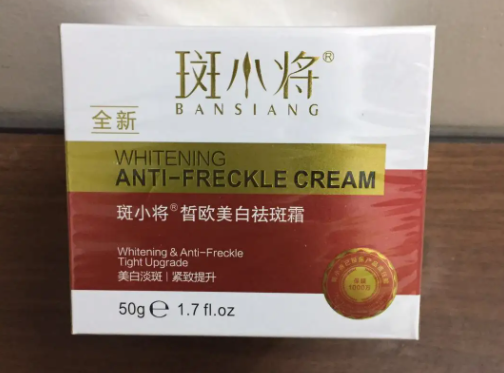 斑小将®
BANSIANG
全新
WHITENING
ANTI-FRECKLE CREAM
斑小将®皙欧美白祛斑霜
Whitening & Anti-Freckle
Tight Upgrade
美白淡斑 | 紧致提升
50g ℮ 1.7 fl.oz